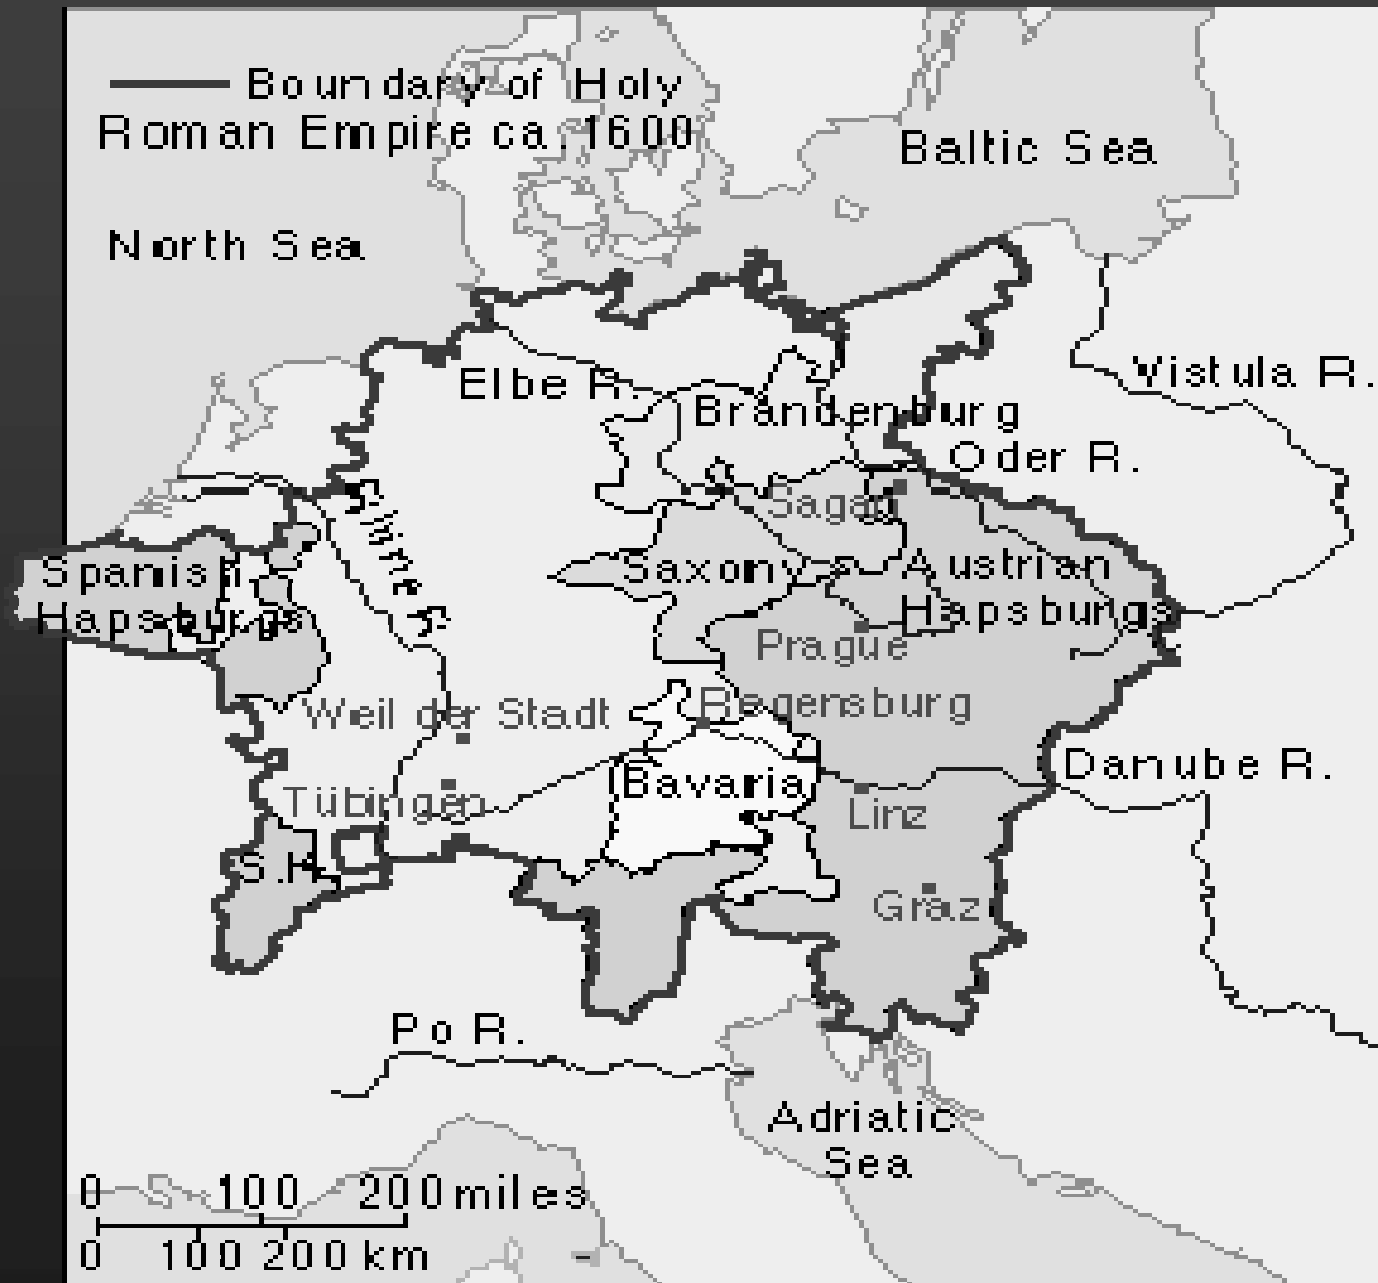 Boundary of Holy
Roman Empire ca. 1600
Baltic Sea
North Sea
Vistula R.
Elbe R.
Brandenburg
Oder R.
Sagan
Rhine R.
Spanish
Hapsburgs
Saxony
Austrian
Hapsburgs
Prague
Weil der Stadt
Regensburg
Danube R.
Bavaria
Tübingen
Linz
S.H.
Graz
Po R.
Adriatic
Sea
0 100 200 miles
0 100 200 km